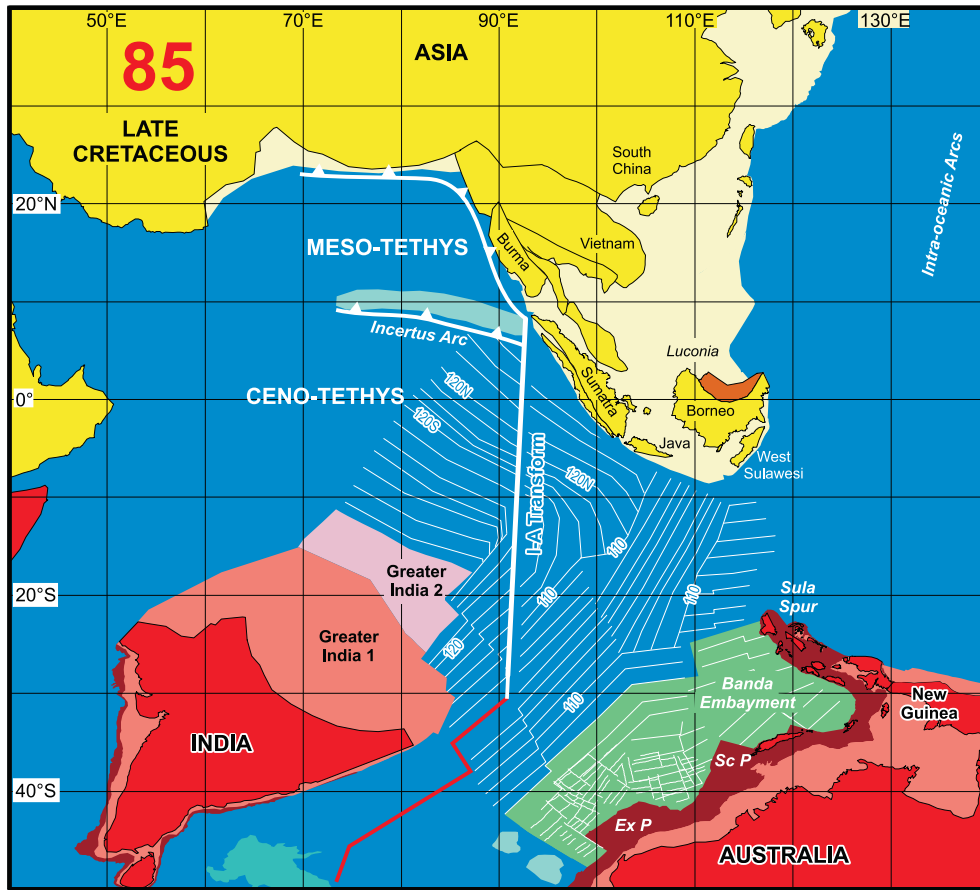 50°E
70°E
90°E
110°E
130°E
85
ASIA
LATE
CRETACEOUS
South
China
Intra-oceanic Arcs
20°N
MESO-TETHYS
Burma
Vietnam
Incertus Arc
Luconia
CENO-TETHYS
120N
120S
0°
Sumatra
Borneo
Java
West
Sulawesi
I-A Transform
120N
110
110
110
20°S
Greater
India 2
Sula
Spur
Greater
India 1
120
110
Banda
Embayment
New
Guinea
INDIA
Sc P
40°S
Ex P
AUSTRALIA